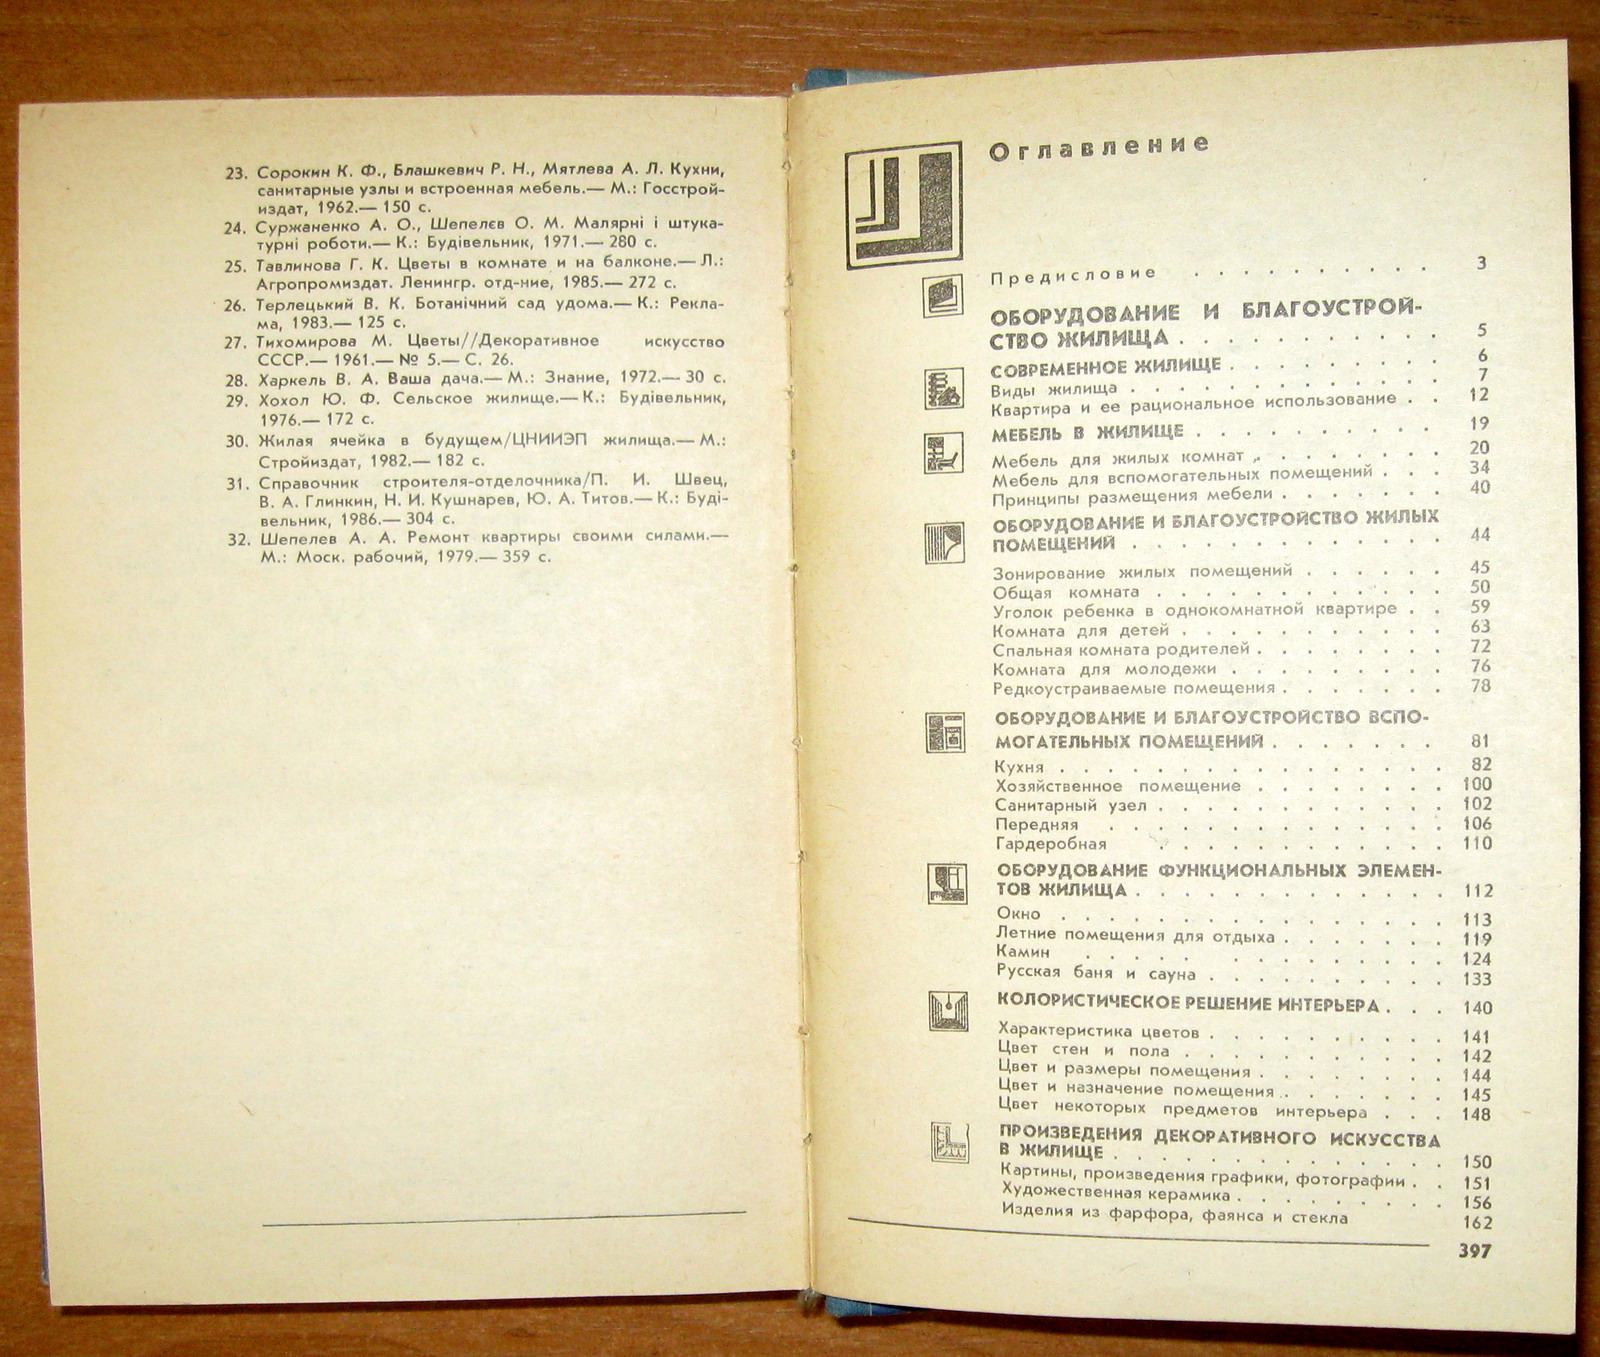 23. Сорокин К. Ф., Блашкевич Р. Н., Мятлева А. Л. Кухни,
санитарные узлы и встроенная мебель.— М.: Госстрой-
издат, 1962.— 150 с.
24. Суржаненко А. О., Шепелєв О. М. Малярні і штука-
турні роботи.— К.: Будівельник, 1971.— 280 с.
25. Тавлинова Г. К. Цветы в комнате и на балконе.— Л.:
Агропромиздат. Ленингр. отд-ние, 1985.— 272 с.
26. Терлецький В. К. Ботанічний сад удома.— К.: Рекла-
ма, 1983.— 125 с.
27. Тихомирова М. Цветы//Декоративное искусство
СССР.— 1961.— № 5.— С. 26.
28. Харкель В. А. Ваша дача.— М.: Знание, 1972.— 30 с.
29. Хохол Ю. Ф. Сельское жилище.— К.: Будівельник,
1976.— 172 с.
30. Жилая ячейка в будущем/ЦНИИЭП жилища.— М.:
Стройиздат, 1982.— 182 с.
31. Справочник строителя-отделочника/П. И. Швец,
В. А. Глинкин, Н. И. Кушнарев, Ю. А. Титов.— К.: Буді-
вельник, 1986.— 304 с.
32. Шепелев А. А. Ремонт квартиры своими силами.—
М.: Моск. рабочий, 1979.— 359 с.
Оглавление
Предисловие . . . . . . . . . . 3
ОБОРУДОВАНИЕ И БЛАГОУСТРОЙ-
СТВО ЖИЛИЩА . . . . . . . . . . . 5
СОВРЕМЕННОЕ ЖИЛИЩЕ . . . . . . . . . 6
Виды жилища . . . . . . . . . . . . . 7
Квартира и ее рациональное использование . . 12
МЕБЕЛЬ В ЖИЛИЩЕ . . . . . . . . . . 19
Мебель для жилых комнат . . . . . . . . 20
Мебель для вспомогательных помещений . . . 34
Принципы размещения мебели . . . . . . . 40
ОБОРУДОВАНИЕ И БЛАГОУСТРОЙСТВО ЖИЛЫХ
ПОМЕЩЕНИЙ . . . . . . . . . . . . . 44
Зонирование жилых помещений . . . . . . 45
Общая комната . . . . . . . . . . . . 50
Уголок ребенка в однокомнатной квартире . . 59
Комната для детей . . . . . . . . . . . 63
Спальная комната родителей . . . . . . . . 72
Комната для молодежи . . . . . . . . . 76
Редкоустраиваемые помещения . . . . . . . 78
ОБОРУДОВАНИЕ И БЛАГОУСТРОЙСТВО ВСПО-
МОГАТЕЛЬНЫХ ПОМЕЩЕНИЙ . . . . . . . 81
Кухня . . . . . . . . . . . . . . . . 82
Хозяйственное помещение . . . . . . . . 100
Санитарный узел . . . . . . . . . . . . 102
Передняя . . . . . . . . . . . . . . 106
Гардеробная . . . . . . . . . . . . 110
ОБОРУДОВАНИЕ ФУНКЦИОНАЛЬНЫХ ЭЛЕМЕН-
ТОВ ЖИЛИЩА . . . . . . . . . . . . . 112
Окно . . . . . . . . . . . . . . . . 113
Летние помещения для отдыха . . . . . . . 119
Камин . . . . . . . . . . . . . . 124
Русская баня и сауна . . . . . . . . . . 133
КОЛОРИСТИЧЕСКОЕ РЕШЕНИЕ ИНТЕРЬЕРА . . . 140
Характеристика цветов . . . . . . . . . . 141
Цвет стен и пола . . . . . . . . . . . 142
Цвет и размеры помещения . . . . . . . . 144
Цвет и назначение помещения . . . . . . . 145
Цвет некоторых предметов интерьера . . . 148
ПРОИЗВЕДЕНИЯ ДЕКОРАТИВНОГО ИСКУССТВА
В ЖИЛИЩЕ . . . . . . . . . . . . . . 150
Картины, произведения графики, фотографии . . 151
Художественная керамика . . . . . . . . . 156
Изделия из фарфора, фаянса и стекла 162
397